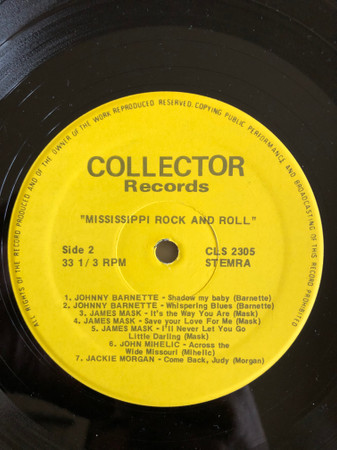 ALL RIGHTS OF THE RECORD PRODUCED AND OF THE OWNER OF THE WORK REPRODUCED. RESERVED. COPYING PUBLIC PERFORMANCE AND BROADCASTING OF THIS RECORD PROHIBITED
COLLECTOR
Records
"MISSISSIPPI ROCK AND ROLL"
Side 2
CLS 2305
33 1/3 RPM
STEMRA
1. JOHNNY BARNETTE - Shadow my baby (Barnette)
2. JOHNNY BARNETTE - Whispering Blues (Barnette)
3. JAMES MASK - It's the Way You Are (Mask)
4. JAMES MASK - Save your Love For Me (Mask)
5. JAMES MASK - I'll Never Let You Go
Little Darling (Mask)
6. JOHN MIHELIC - Across the
Wide Missouri (Mihelic)
7. JACKIE MORGAN - Come Back, Judy (Morgan)